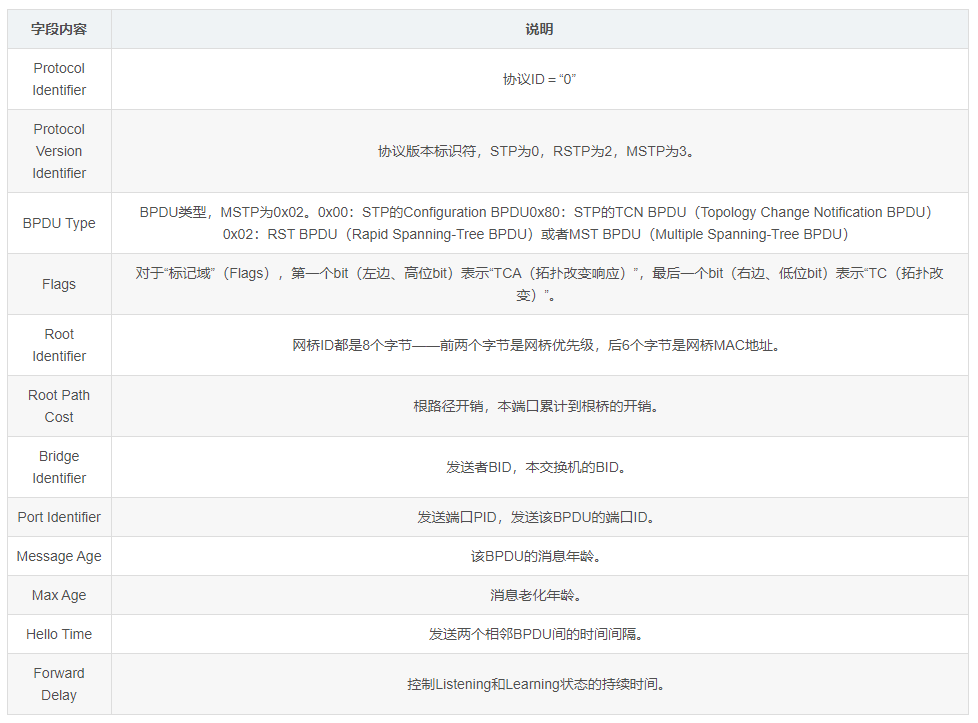 字段内容
说明
Protocol
Identifier
协议ID = “0”
Protocol
Version
Identifier
协议版本标识符，STP为0，RSTP为2，MSTP为3。
BPDU Type
BPDU类型，MSTP为0x02。0x00：STP的Configuration BPDU0x80：STP的TCN BPDU（Topology Change Notification BPDU）
0x02：RST BPDU（Rapid Spanning-Tree BPDU）或者MST BPDU（Multiple Spanning-Tree BPDU）
Flags
对于“标记域”（Flags），第一个bit（左边、高位bit）表示“TCA（拓扑改变响应）”，最后一个bit（右边、低位bit）表示“TC（拓扑改
变）”。
Root
Identifier
网桥ID都是8个字节——前两个字节是网桥优先级，后6个字节是网桥MAC地址。
Root Path
Cost
根路径开销，本端口累计到根桥的开销。
Bridge
Identifier
发送者BID，本交换机的BID。
Port Identifier
发送端口PID，发送该BPDU的端口ID。
Message Age
该BPDU的消息年龄。
Max Age
消息老化年龄。
Hello Time
发送两个相邻BPDU间的时间间隔。
Forward
Delay
控制Listening和Learning状态的持续时间。